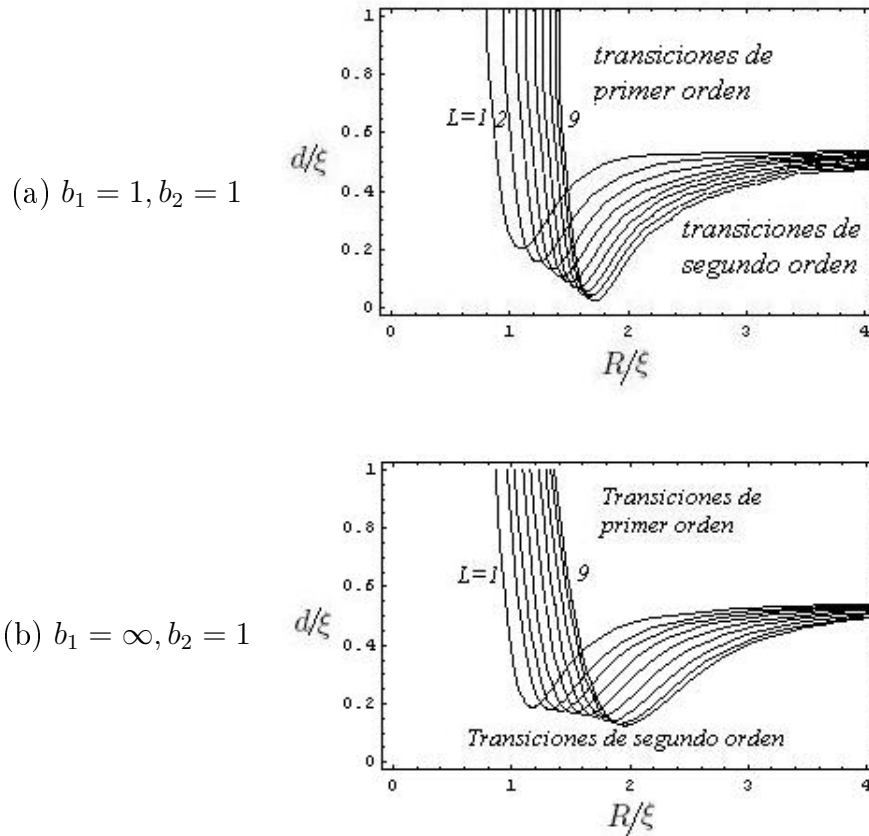 1
0.8
0.6
0.4
0.2
0
d/ξ
transiciones de
primer orden
L=1 2 9
transiciones de
segundo orden
(a) b₁ = 1, b₂ = 1
0 1 2 3 4
R/ξ
1
0.8
0.6
0.4
0.2
0
d/ξ
Transiciones de
primer orden
L=1 9
Transiciones de segundo orden
(b) b₁ = ∞, b₂ = 1
0 1 2 3 4
R/ξ